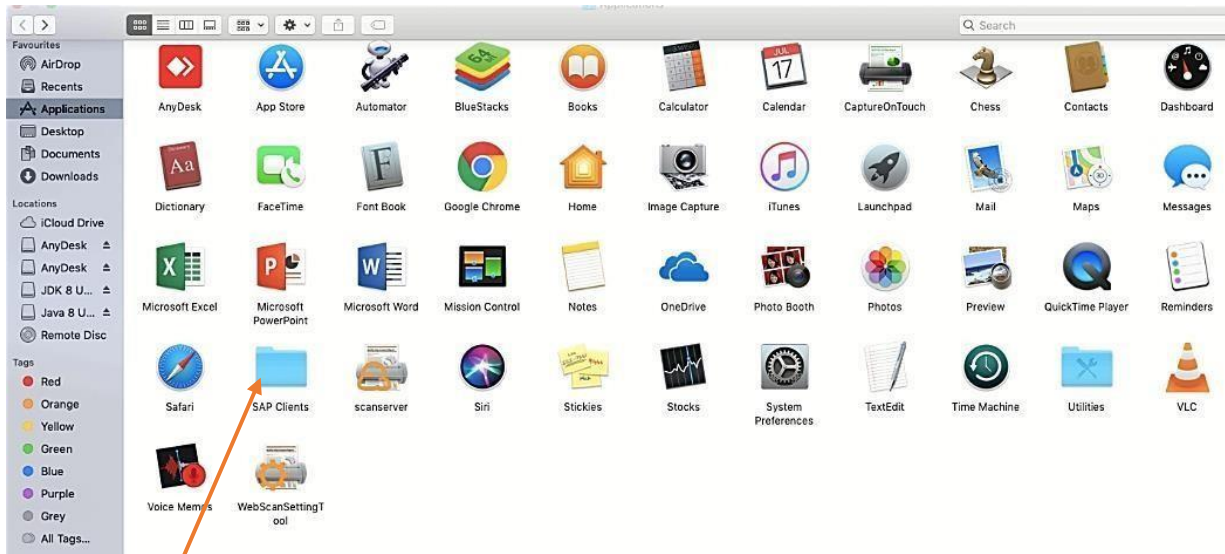 Applications
Search
Favourites
AirDrop
Recents
Applications
Desktop
Documents
Downloads
Locations
iCloud Drive
AnyDesk
AnyDesk
JDK 8 U...
Java 8 U...
Remote Disc
Tags
Red
Orange
Yellow
Green
Blue
Purple
Grey
All Tags...
JUL
17
AnyDesk
App Store
Automator
BlueStacks
Books
Calculator
Calendar
CaptureOnTouch
Chess
Contacts
Dashboard
Aa
F
Dictionary
FaceTime
Font Book
Google Chrome
Home
Image Capture
iTunes
Launchpad
Mail
Maps
Messages
X
P
W
Microsoft Excel
Microsoft
PowerPoint
Microsoft Word
Mission Control
Notes
OneDrive
Photo Booth
Photos
Preview
QuickTime Player
Reminders
Safari
SAP Clients
scanserver
Siri
Stickies
Stocks
System
Preferences
TextEdit
Time Machine
Utilities
VLC
Voice Memos
WebScanSettingT
ool